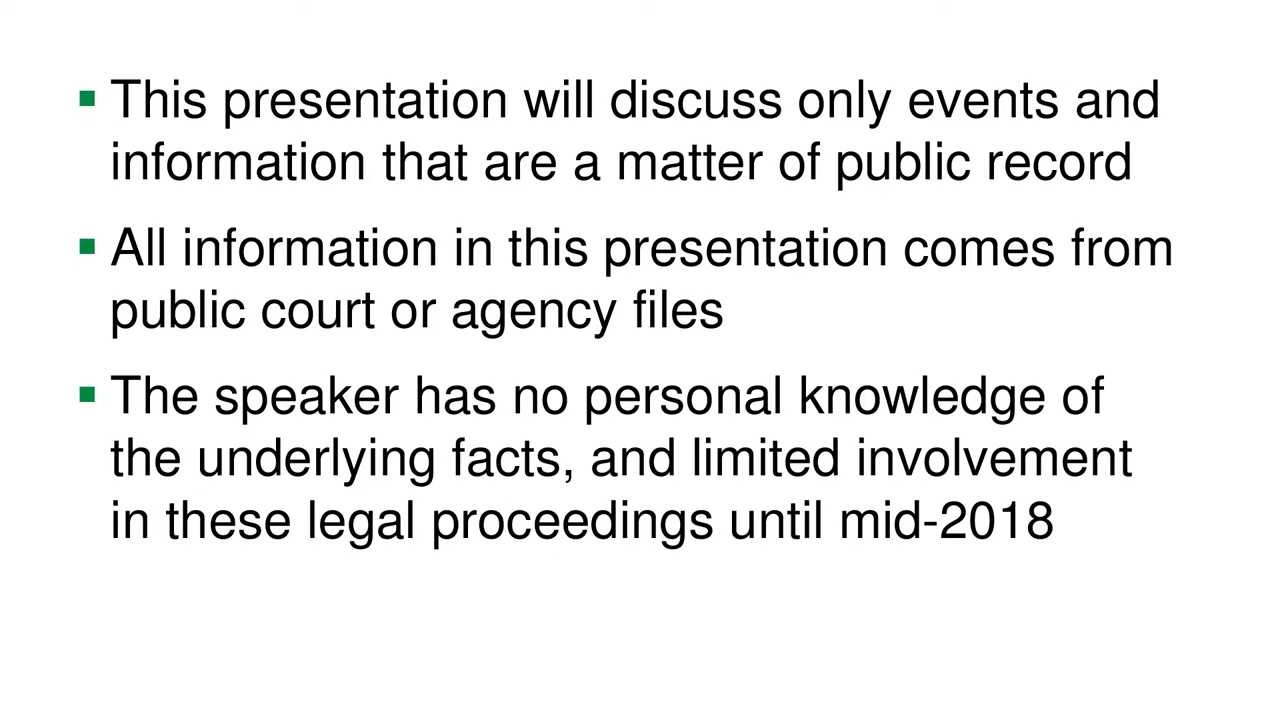 ▪ This presentation will discuss only events and
information that are a matter of public record
▪ All information in this presentation comes from
public court or agency files
▪ The speaker has no personal knowledge of
the underlying facts, and limited involvement
in these legal proceedings until mid-2018